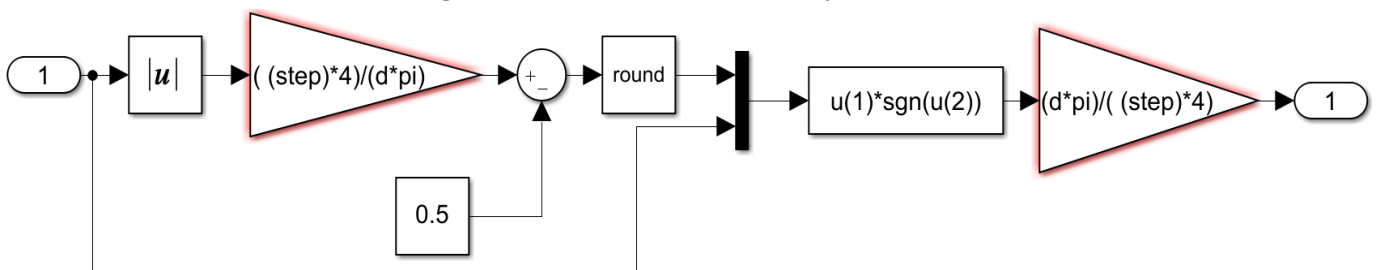 1
|u|
( (step)*4)/(d*pi)
+
−
round
u(1)*sgn(u(2))
(d*pi)/( (step)*4)
1
0.5